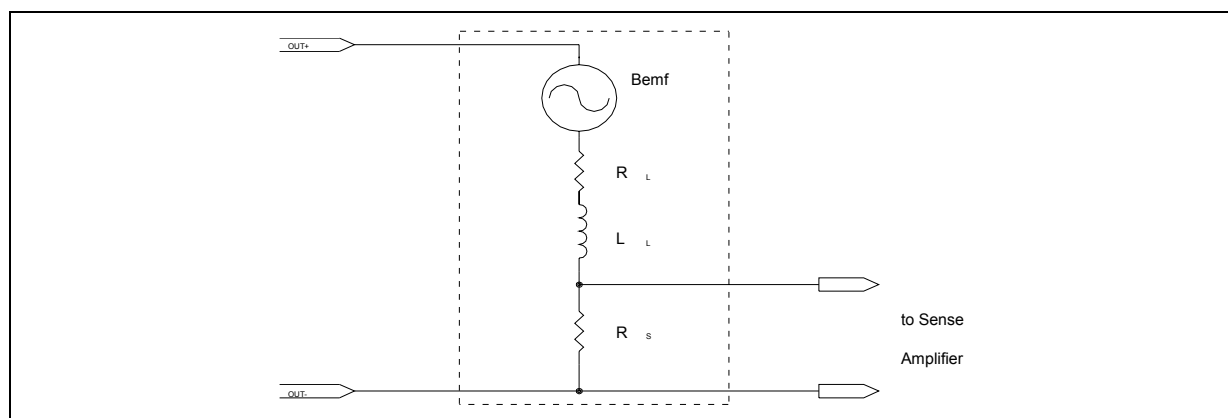 OUT+
Bemf
R L
L L
to Sense
R S
Amplifier
OUT-